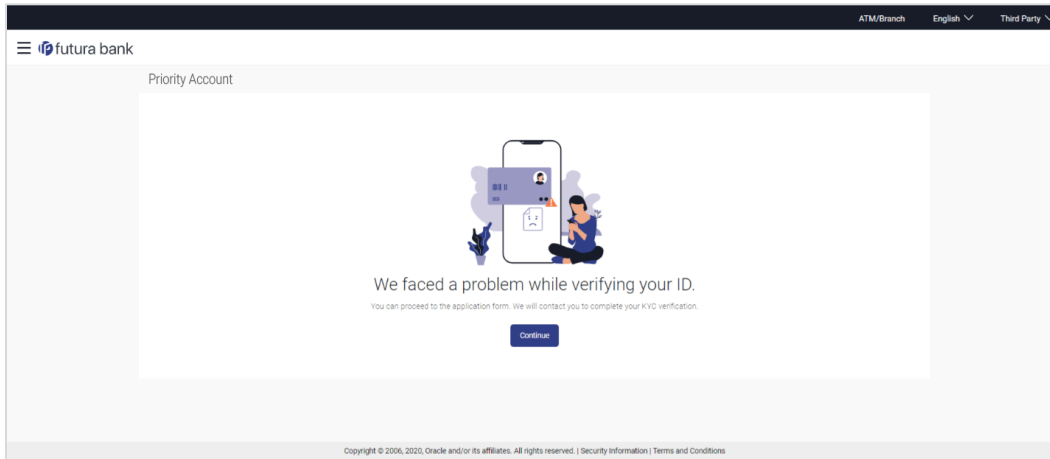 ATM/Branch English Third Party
futura bank
Priority Account
We faced a problem while verifying your ID.
You can proceed to the application form. We will contact you to complete your KYC verification.
Continue
Copyright © 2006, 2020, Oracle and/or its affiliates. All rights reserved. | Security Information | Terms and Conditions